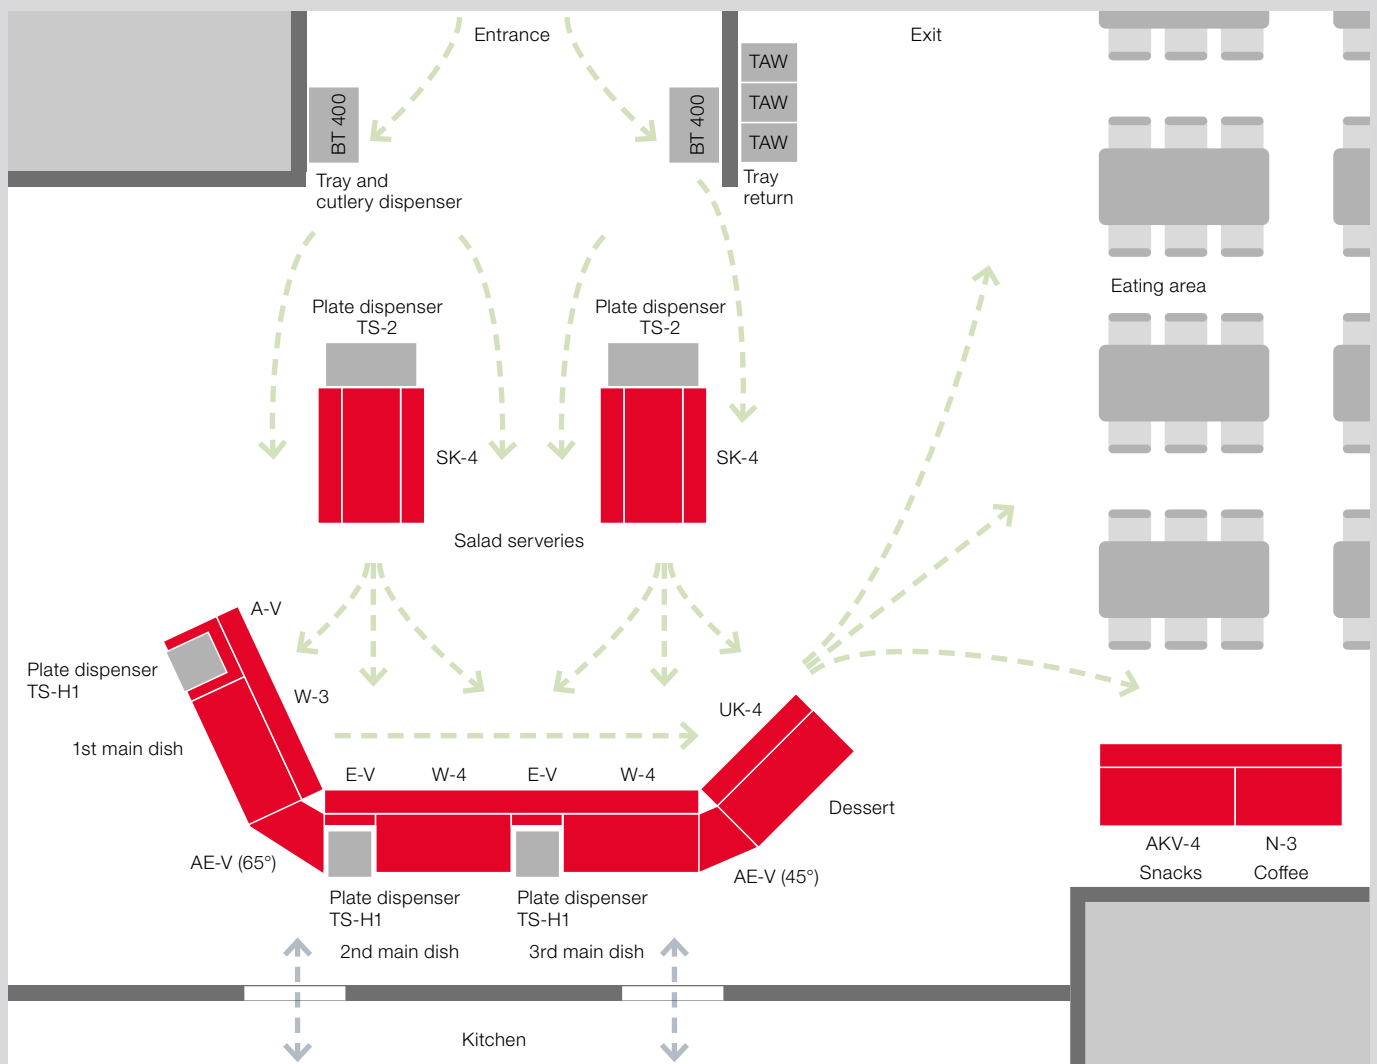 Entrance
Exit
TAW
TAW
TAW
BT 400
BT 400
Tray and
cutlery dispenser
Tray
return
Eating area
Plate dispenser
TS-2
Plate dispenser
TS-2
SK-4
SK-4
Salad serveries
A-V
Plate dispenser
TS-H1
W-3
1st main dish
UK-4
E-V
W-4
E-V
W-4
Dessert
AE-V (65°)
AE-V (45°)
AKV-4
Snacks
N-3
Coffee
Plate dispenser
TS-H1
2nd main dish
Plate dispenser
TS-H1
3rd main dish
Kitchen